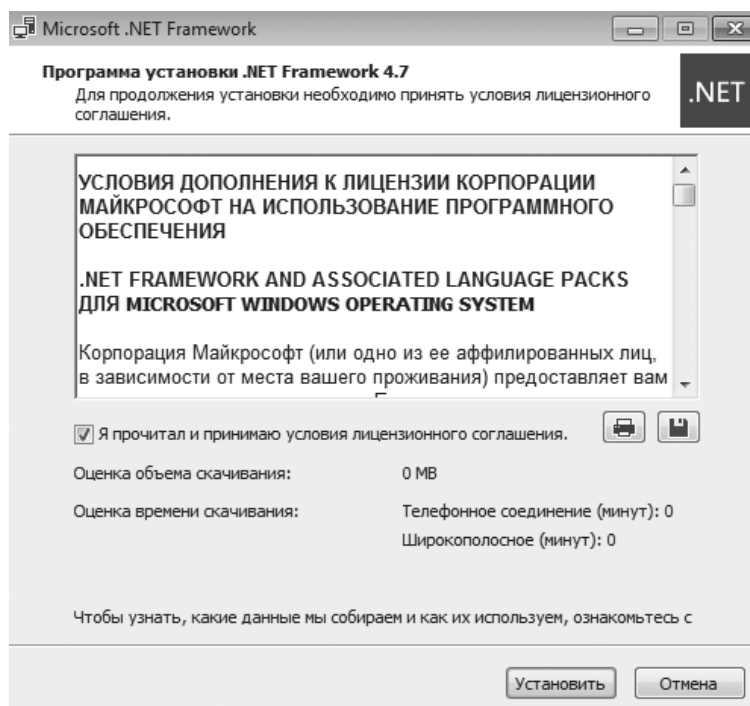 Microsoft .NET Framework
Программа установки .NET Framework 4.7
Для продолжения установки необходимо принять условия лицензионного
соглашения.
.NET
УСЛОВИЯ ДОПОЛНЕНИЯ К ЛИЦЕНЗИИ КОРПОРАЦИИ
МАЙКРОСОФТ НА ИСПОЛЬЗОВАНИЕ ПРОГРАММНОГО
ОБЕСПЕЧЕНИЯ
.NET FRAMEWORK AND ASSOCIATED LANGUAGE PACKS
ДЛЯ MICROSOFT WINDOWS OPERATING SYSTEM
Корпорация Майкрософт (или одно из ее аффилированных лиц,
в зависимости от места вашего проживания) предоставляет вам
Я прочитал и принимаю условия лицензионного соглашения.
Оценка объема скачивания: 0 MB
Оценка времени скачивания: Телефонное соединение (минут): 0
Широкополосное (минут): 0
Чтобы узнать, какие данные мы собираем и как их используем, ознакомьтесь с
Установить Отмена